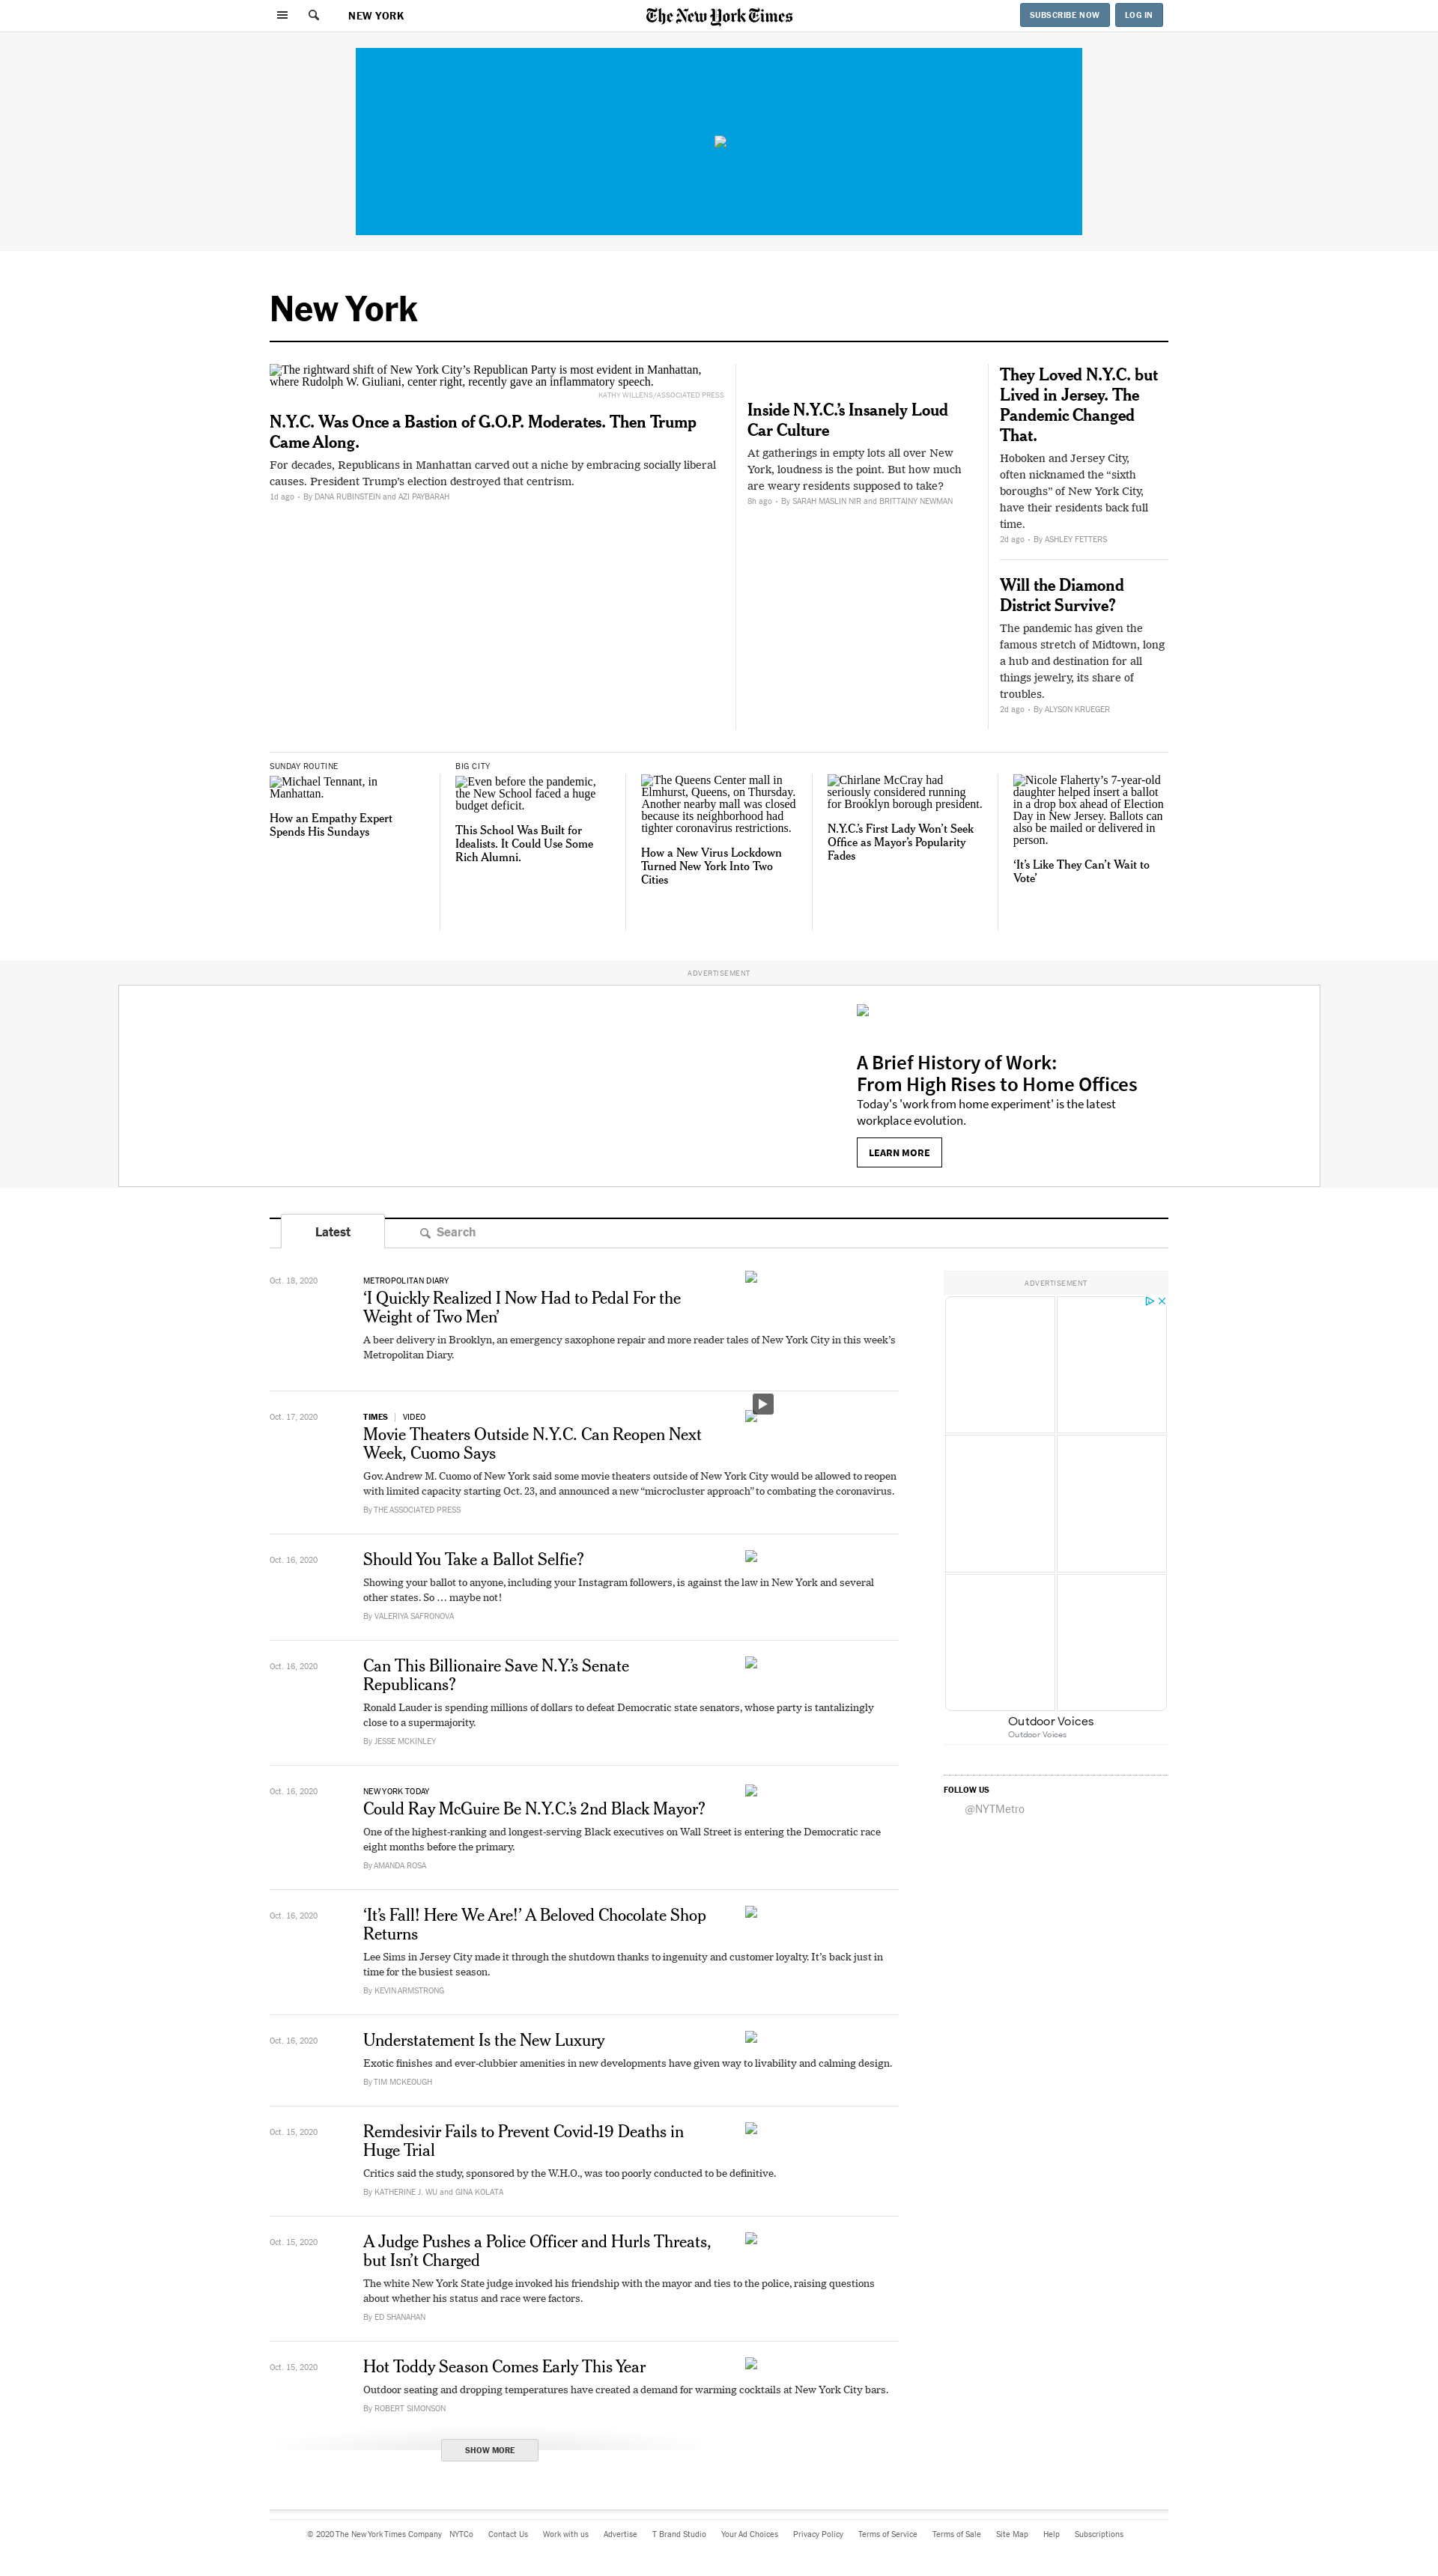 NEW YORK
The New York Times
SUBSCRIBE NOW
LOG IN
New York
The rightward shift of New York City’s Republican Party is most evident in Manhattan,
where Rudolph W. Giuliani, center right, recently gave an inflammatory speech.
KATHY WILLENS/ASSOCIATED PRESS
N.Y.C. Was Once a Bastion of G.O.P. Moderates. Then Trump
Came Along.
For decades, Republicans in Manhattan carved out a niche by embracing socially liberal
causes. President Trump’s election destroyed that centrism.
1d ago • By DANA RUBINSTEIN and AZI PAYBARAH
Inside N.Y.C.’s Insanely Loud
Car Culture
At gatherings in empty lots all over New
York, loudness is the point. But how much
are weary residents supposed to take?
8h ago • By SARAH MASLIN NIR and BRITTAINY NEWMAN
They Loved N.Y.C. but
Lived in Jersey. The
Pandemic Changed
That.
Hoboken and Jersey City,
often nicknamed the “sixth
boroughs” of New York City,
have their residents back full
time.
2d ago • By ASHLEY FETTERS
Will the Diamond
District Survive?
The pandemic has given the
famous stretch of Midtown, long
a hub and destination for all
things jewelry, its share of
troubles.
2d ago • By ALYSON KRUEGER
SUNDAY ROUTINE
Michael Tennant, in
Manhattan.
How an Empathy Expert
Spends His Sundays
BIG CITY
Even before the pandemic,
the New School faced a huge
budget deficit.
This School Was Built for
Idealists. It Could Use Some
Rich Alumni.
The Queens Center mall in
Elmhurst, Queens, on Thursday.
Another nearby mall was closed
because its neighborhood had
tighter coronavirus restrictions.
How a New Virus Lockdown
Turned New York Into Two
Cities
Chirlane McCray had
seriously considered running
for Brooklyn borough president.
N.Y.C.’s First Lady Won’t Seek
Office as Mayor’s Popularity
Fades
Nicole Flaherty’s 7-year-old
daughter helped insert a ballot
in a drop box ahead of Election
Day in New Jersey. Ballots can
also be mailed or delivered in
person.
‘It’s Like They Can’t Wait to
Vote’
ADVERTISEMENT
A Brief History of Work:
From High Rises to Home Offices
Today's 'work from home experiment' is the latest
workplace evolution.
LEARN MORE
Latest
Search
Oct. 18, 2020
METROPOLITAN DIARY
‘I Quickly Realized I Now Had to Pedal For the
Weight of Two Men’
A beer delivery in Brooklyn, an emergency saxophone repair and more reader tales of New York City in this week’s
Metropolitan Diary.
Oct. 17, 2020
TIMES | VIDEO
Movie Theaters Outside N.Y.C. Can Reopen Next
Week, Cuomo Says
Gov. Andrew M. Cuomo of New York said some movie theaters outside of New York City would be allowed to reopen
with limited capacity starting Oct. 23, and announced a new “microcluster approach” to combating the coronavirus.
By THE ASSOCIATED PRESS
Oct. 16, 2020
Should You Take a Ballot Selfie?
Showing your ballot to anyone, including your Instagram followers, is against the law in New York and several
other states. So … maybe not!
By VALERIYA SAFRONOVA
Oct. 16, 2020
Can This Billionaire Save N.Y.’s Senate
Republicans?
Ronald Lauder is spending millions of dollars to defeat Democratic state senators, whose party is tantalizingly
close to a supermajority.
By JESSE MCKINLEY
Oct. 16, 2020
NEW YORK TODAY
Could Ray McGuire Be N.Y.C.’s 2nd Black Mayor?
One of the highest-ranking and longest-serving Black executives on Wall Street is entering the Democratic race
eight months before the primary.
By AMANDA ROSA
Oct. 16, 2020
‘It’s Fall! Here We Are!’ A Beloved Chocolate Shop
Returns
Lee Sims in Jersey City made it through the shutdown thanks to ingenuity and customer loyalty. It’s back just in
time for the busiest season.
By KEVIN ARMSTRONG
Oct. 16, 2020
Understatement Is the New Luxury
Exotic finishes and ever-clubbier amenities in new developments have given way to livability and calming design.
By TIM MCKEOUGH
Oct. 15, 2020
Remdesivir Fails to Prevent Covid-19 Deaths in
Huge Trial
Critics said the study, sponsored by the W.H.O., was too poorly conducted to be definitive.
By KATHERINE J. WU and GINA KOLATA
Oct. 15, 2020
A Judge Pushes a Police Officer and Hurls Threats,
but Isn’t Charged
The white New York State judge invoked his friendship with the mayor and ties to the police, raising questions
about whether his status and race were factors.
By ED SHANAHAN
Oct. 15, 2020
Hot Toddy Season Comes Early This Year
Outdoor seating and dropping temperatures have created a demand for warming cocktails at New York City bars.
By ROBERT SIMONSON
SHOW MORE
ADVERTISEMENT
Outdoor Voices
Outdoor Voices
FOLLOW US
@NYTMetro
© 2020 The New York Times Company NYTCo Contact Us Work with us Advertise T Brand Studio Your Ad Choices Privacy Policy Terms of Service Terms of Sale Site Map Help Subscriptions